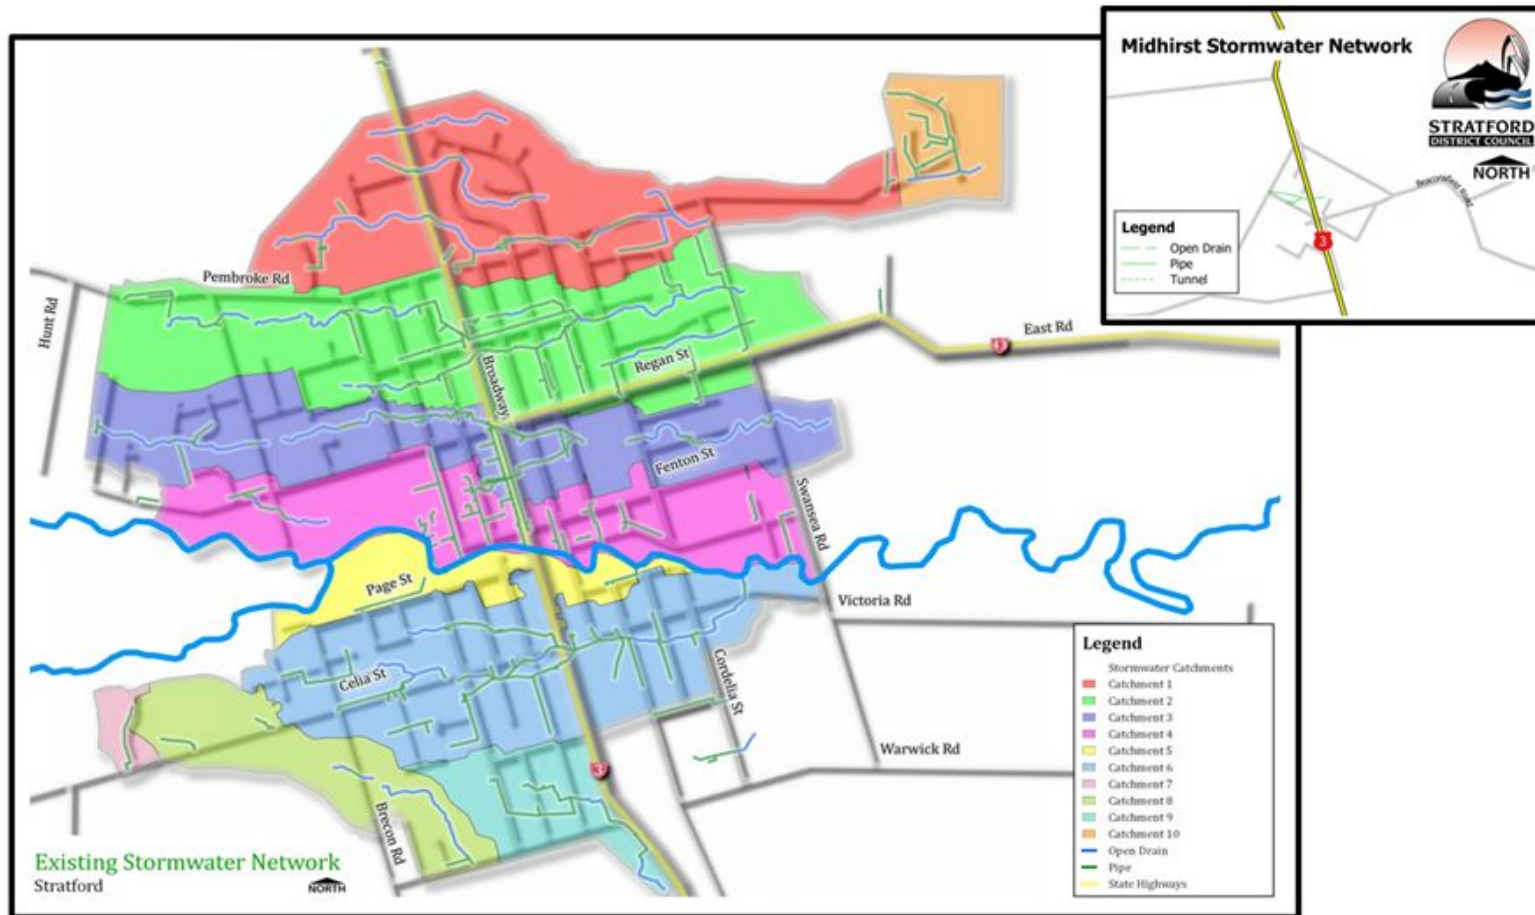 Midhirst Stormwater Network
STRATFORD
DISTRICT COUNCIL
NORTH
Beaconsfield Road
3
Legend
Open Drain
Pipe
Tunnel
Pembroke Rd
Hunt Rd
East Rd
Regan St
Broadway
Fenton St
Swansea Rd
Page St
Victoria Rd
Celia St
Cordelia St
Warwick Rd
3
Brecon Rd
Existing Stormwater Network
Stratford
NORTH
Legend
Stormwater Catchments
Catchment 1
Catchment 2
Catchment 3
Catchment 4
Catchment 5
Catchment 6
Catchment 7
Catchment 8
Catchment 9
Catchment 10
Open Drain
Pipe
State Highways